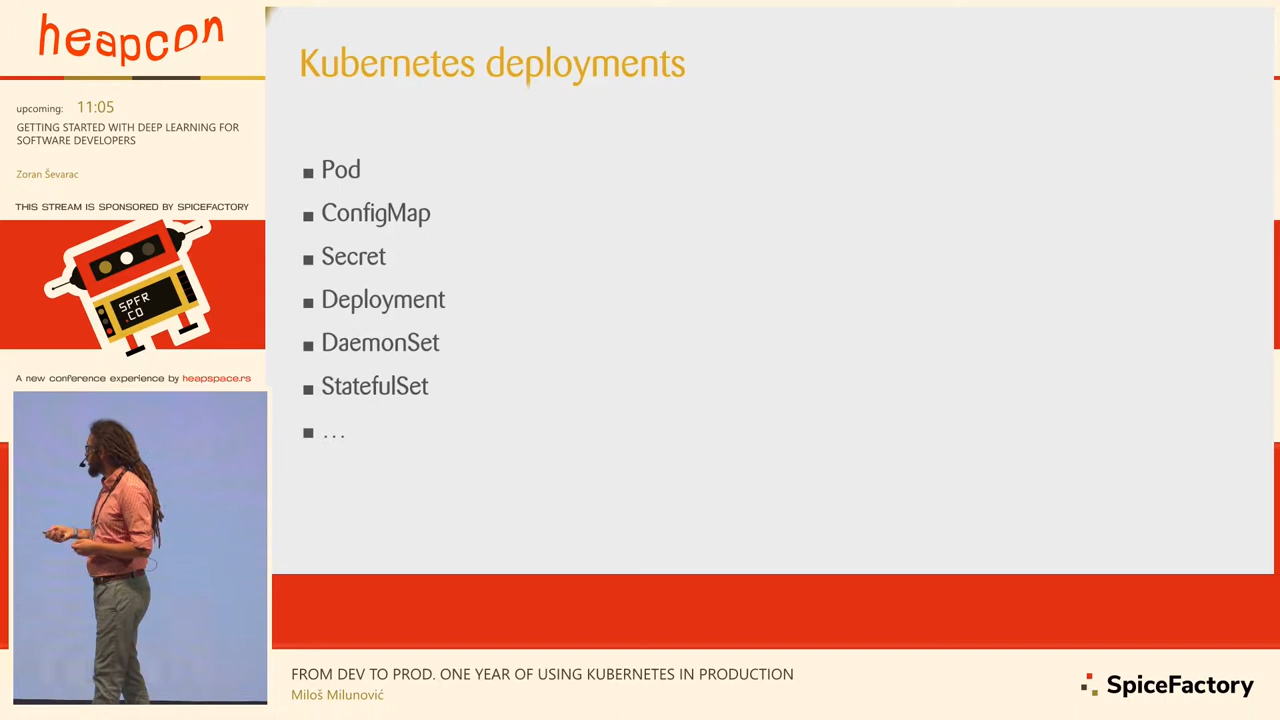 heapcon
upcoming: 11:05
GETTING STARTED WITH DEEP LEARNING FOR
SOFTWARE DEVELOPERS
Zoran Ševarac
THIS STREAM IS SPONSORED BY SPICEFACTORY
SPFR
.CO
A new conference experience by heapspace.rs
Kubernetes deployments
Pod
ConfigMap
Secret
Deployment
DaemonSet
StatefulSet
...
FROM DEV TO PROD. ONE YEAR OF USING KUBERNETES IN PRODUCTION
Miloš Milunović
SpiceFactory